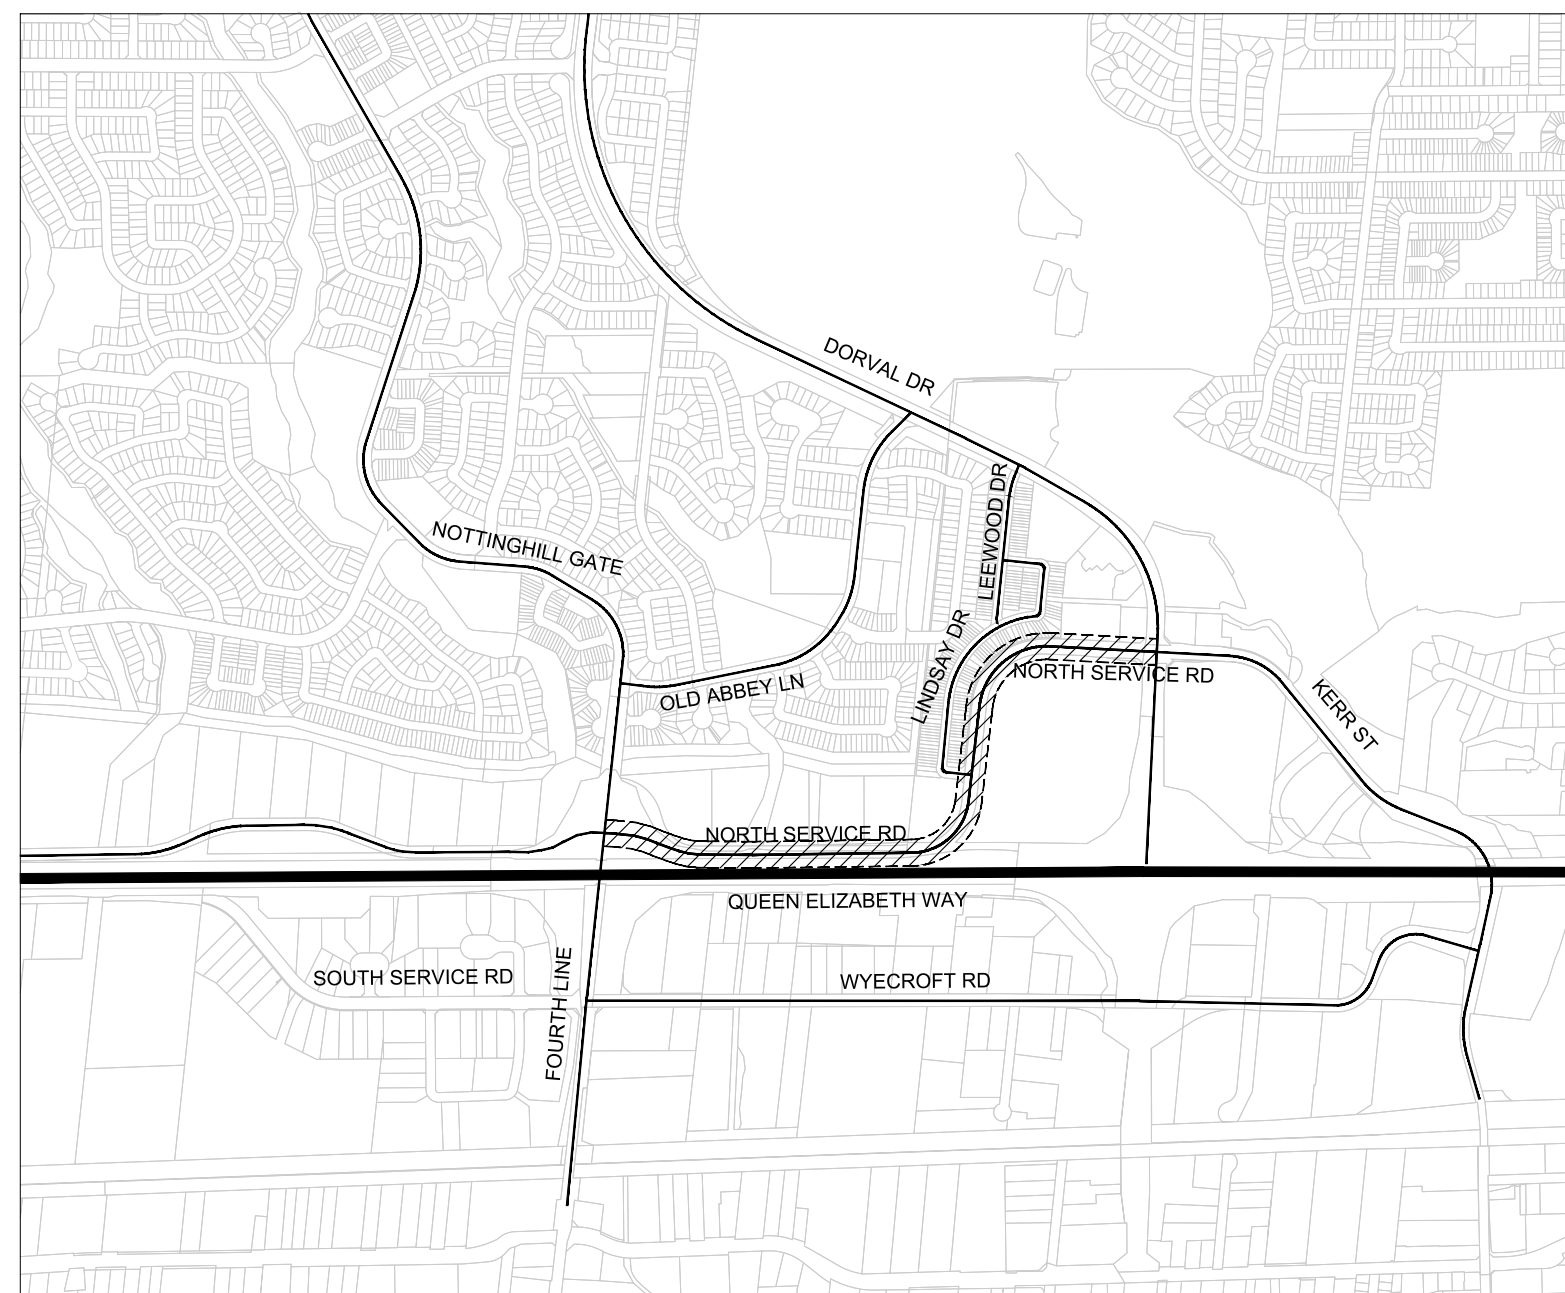 DORVAL DR
LEEWOOD DR
NOTTINGHILL GATE
LINDSAY DR
NORTH SERVICE RD
OLD ABBEY LN
KERR ST
NORTH SERVICE RD
QUEEN ELIZABETH WAY
SOUTH SERVICE RD
WYECROFT RD
FOURTH LINE